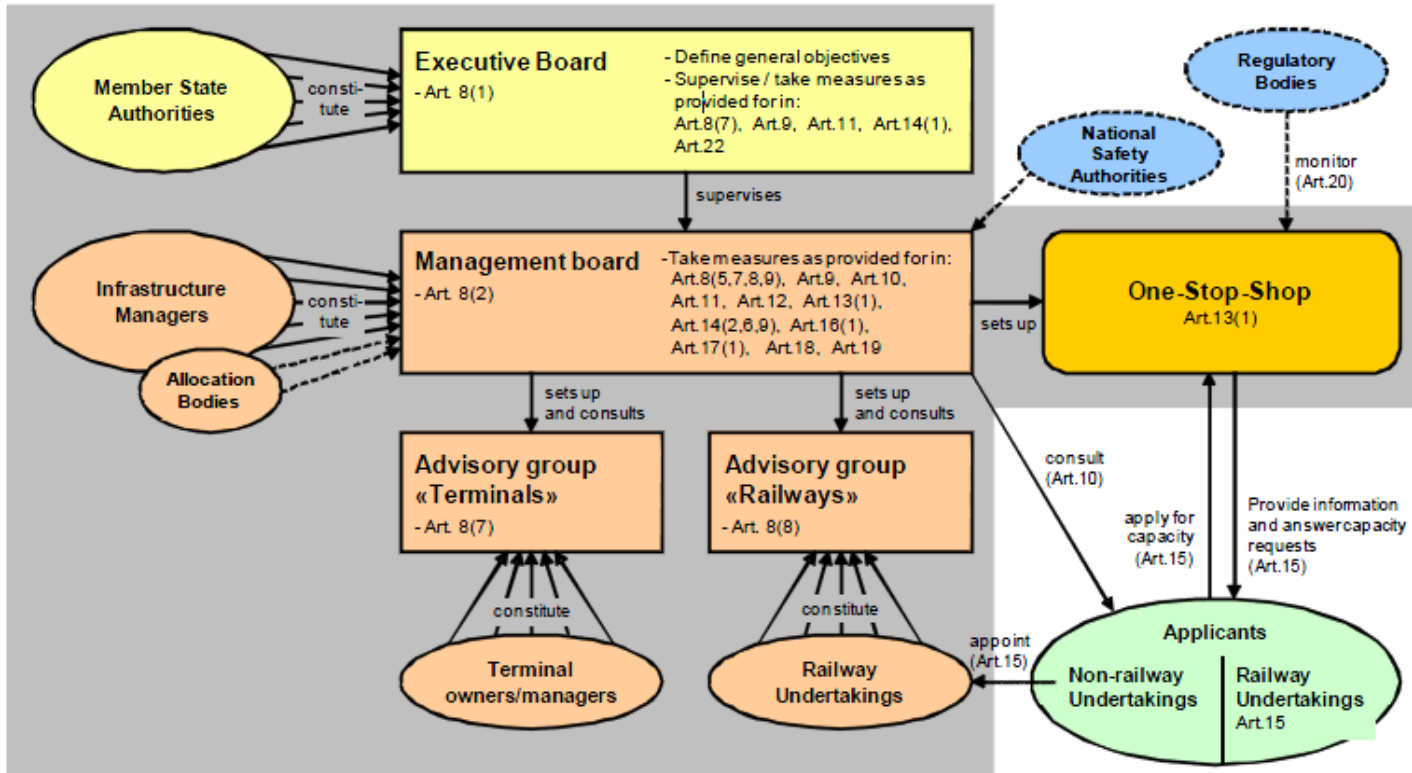 Member State
Authorities
consti-
tute
Executive Board
- Art. 8(1)
- Define general objectives
- Supervise / take measures as
provided for in:
Art.8(7), Art.9, Art.11, Art.14(1),
Art.22
Regulatory
Bodies
National
Safety
Authorities
monitor
(Art.20)
supervises
Infrastructure
Managers
consti-
tute
Allocation
Bodies
Management board
- Art. 8(2)
-Take measures as provided for in:
Art.8(5,7,8,9), Art.9, Art.10,
Art.11, Art.12, Art.13(1),
Art.14(2,6,9), Art.16(1),
Art.17(1), Art.18, Art.19
sets up
One-Stop-Shop
Art.13(1)
sets up
and consults
sets up
and consults
Advisory group
«Terminals»
- Art. 8(7)
Advisory group
«Railways»
- Art. 8(8)
consult
(Art.10)
apply for
capacity
(Art.15)
Provide information
and answer capacity
requests
(Art.15)
constitute
constitute
Terminal
owners/managers
Railway
Undertakings
appoint
(Art.15)
Applicants
Non-railway
Undertakings
Railway
Undertakings
Art.15